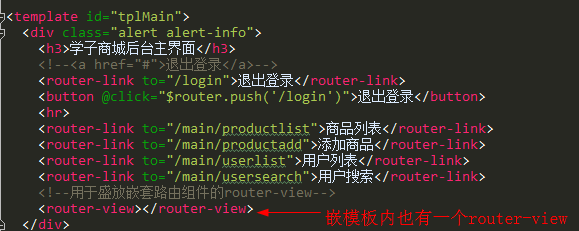 <template id="tplMain">
<div class="alert alert-info">
<h3>学子商城后台主界面</h3>
<!--<a href="#">退出登录</a>-->
<router-link to="/login">退出登录</router-link>
<button @click="$router.push('/login')">退出登录</button>
<hr>
<router-link to="/main/productlist">商品列表</router-link>
<router-link to="/main/productadd">添加商品</router-link>
<router-link to="/main/userlist">用户列表</router-link>
<router-link to="/main/usersearch">用户搜索</router-link>
<!--用于盛放嵌套路由组件的router-view-->
<router-view></router-view> 嵌模板内也有一个router-view
</div>